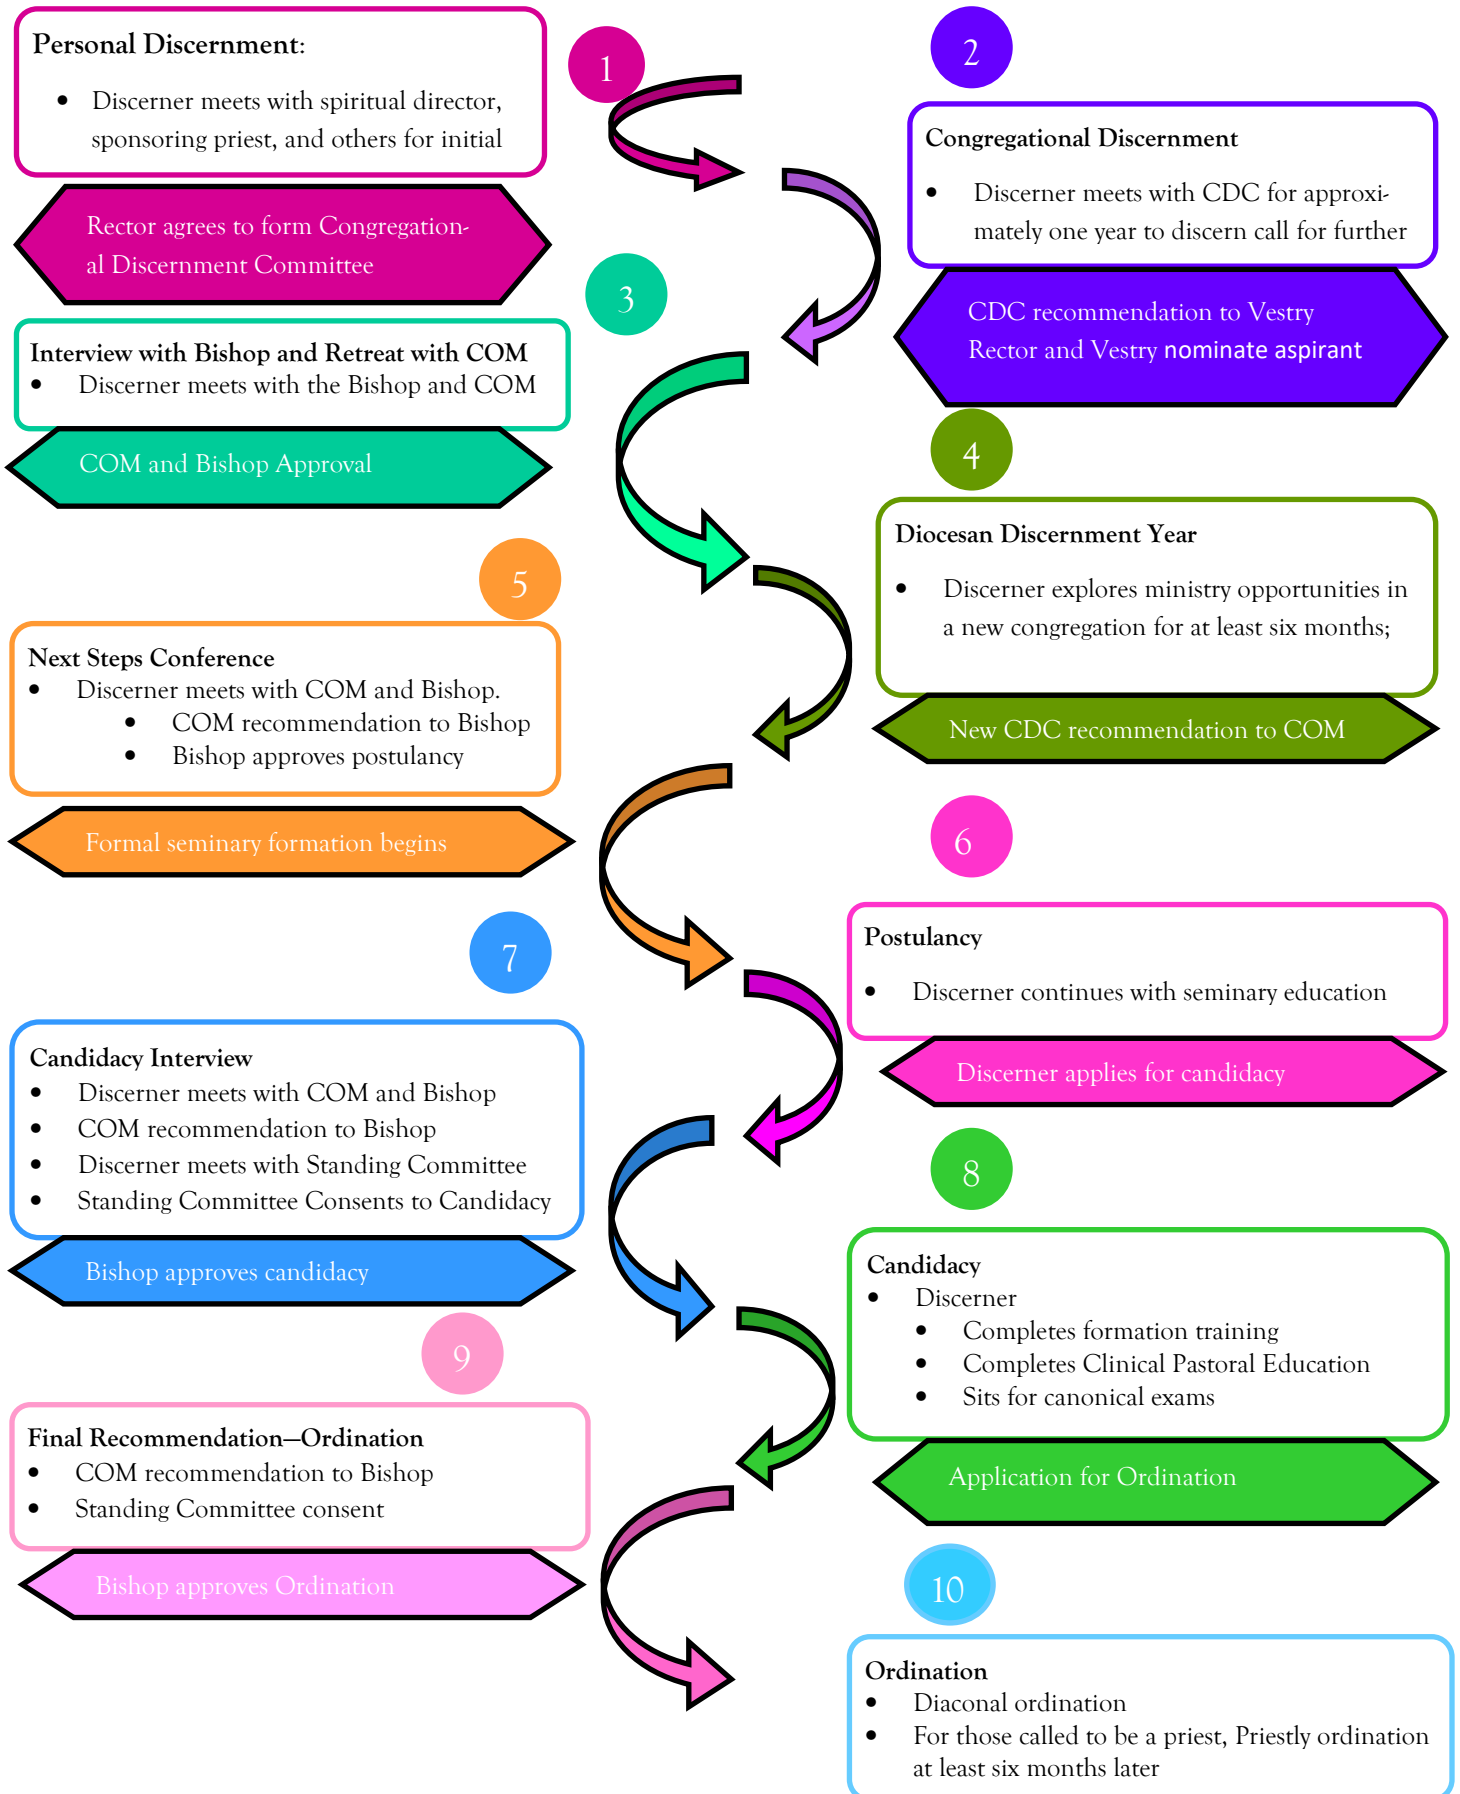 1
Personal Discernment:
• Discerner meets with spiritual director,
sponsoring priest, and others for initial
Rector agrees to form Congregation-
al Discernment Committee
2
Congregational Discernment
• Discerner meets with CDC for approxi-
mately one year to discern call for further
CDC recommendation to Vestry
Rector and Vestry nominate aspirant
3
Interview with Bishop and Retreat with COM
• Discerner meets with the Bishop and COM
COM and Bishop Approval
4
Diocesan Discernment Year
• Discerner explores ministry opportunities in
a new congregation for at least six months;
New CDC recommendation to COM
5
Next Steps Conference
• Discerner meets with COM and Bishop.
• COM recommendation to Bishop
• Bishop approves postulancy
Formal seminary formation begins
6
Postulancy
• Discerner continues with seminary education
Discerner applies for candidacy
7
Candidacy Interview
• Discerner meets with COM and Bishop
• COM recommendation to Bishop
• Discerner meets with Standing Committee
• Standing Committee Consents to Candidacy
Bishop approves candidacy
8
Candidacy
• Discerner
• Completes formation training
• Completes Clinical Pastoral Education
• Sits for canonical exams
Application for Ordination
9
Final Recommendation—Ordination
• COM recommendation to Bishop
• Standing Committee consent
Bishop approves Ordination
10
Ordination
• Diaconal ordination
• For those called to be a priest, Priestly ordination
at least six months later